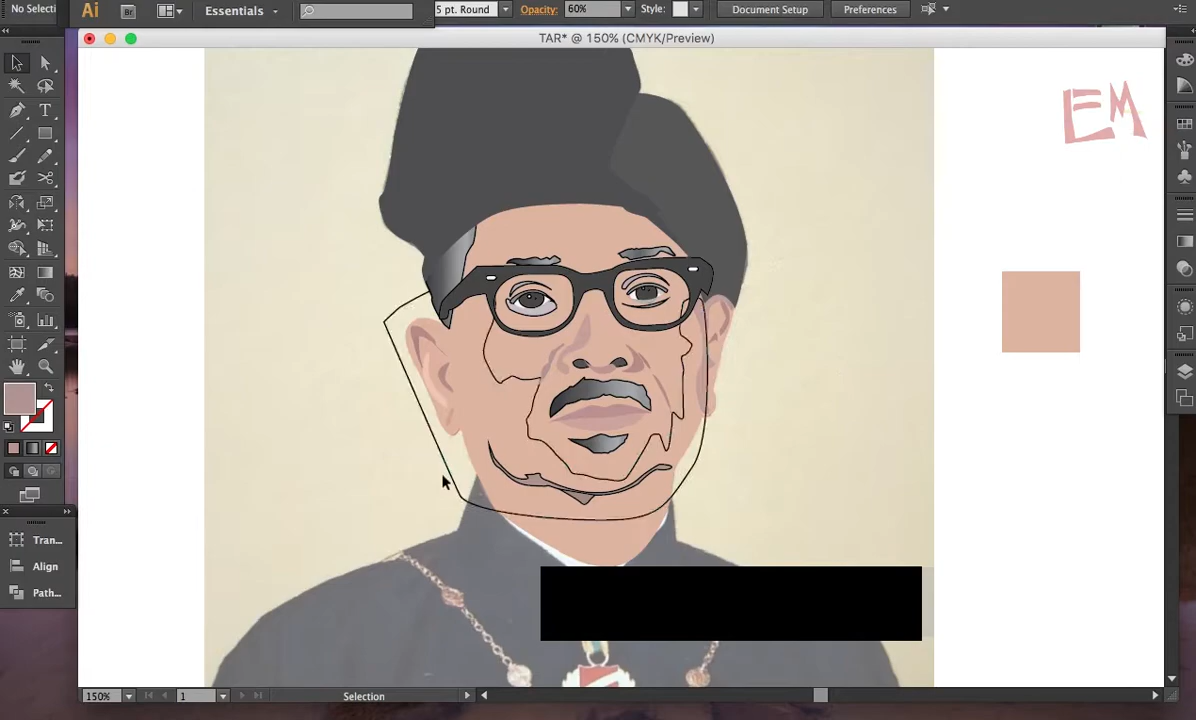 No Selecti
Ai
Br
Essentials
5 pt. Round
Opacity:
60%
Style:
Document Setup
Preferences
TAR* @ 150% (CMYK/Preview)
EM
T
Tran...
Align
Path...
150%
1
Selection